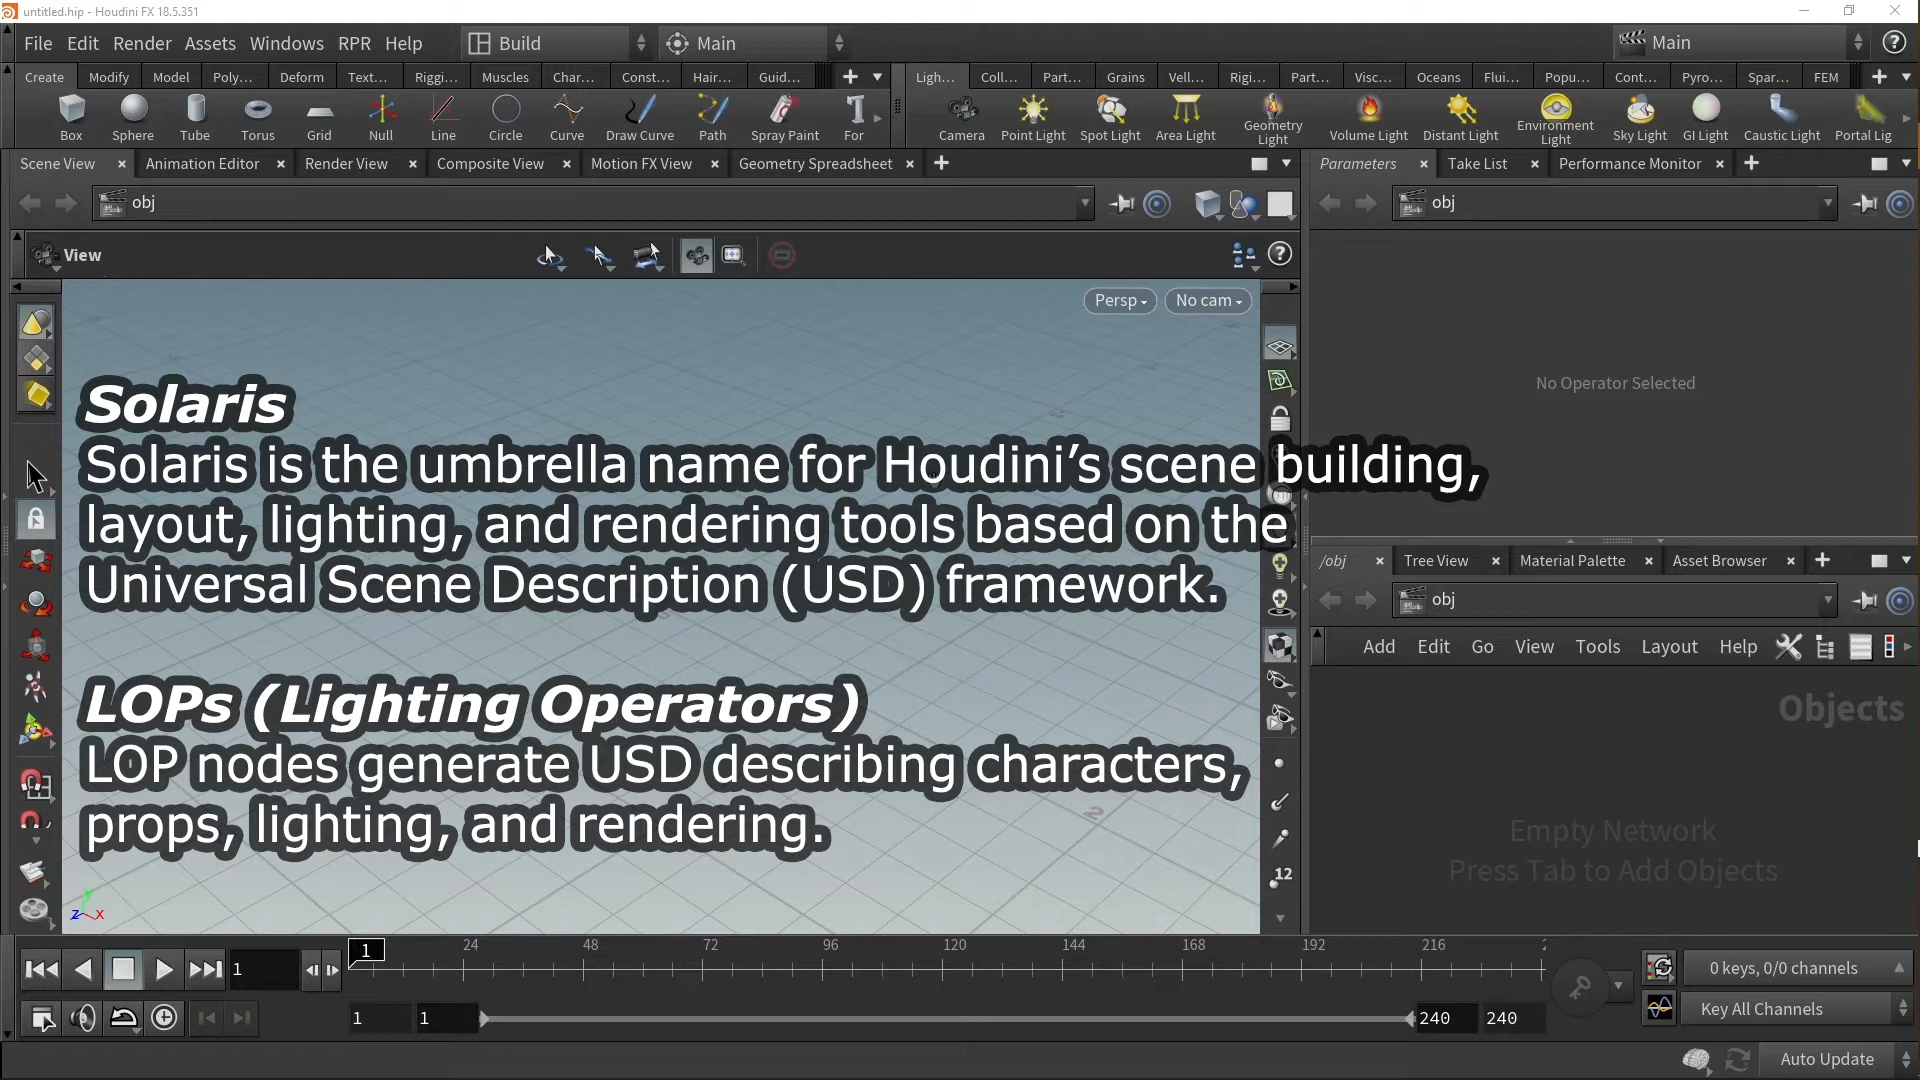 untitled.hip - Houdini FX 18.5.351
File Edit Render Assets Windows RPR Help Build Main Main
Create Modify Model Poly... Deform Text... Riggi... Muscles Char... Const... Hair... Guid... Ligh... Coll... Part... Grains Vell... Rigi... Part... Visc... Oceans Flui... Popu... Cont... Pyro... Spar... FEM
Box Sphere Tube Torus Grid Null Line Circle Curve Draw Curve Path Spray Paint For Camera Point Light Spot Light Area Light Geometry Light Volume Light Distant Light Environment Light Sky Light GI Light Caustic Light Portal Lig
Scene View Animation Editor Render View Composite View Motion FX View Geometry Spreadsheet Parameters Take List Performance Monitor
obj obj
View
Persp No cam
No Operator Selected
Solaris
Solaris is the umbrella name for Houdini’s scene building,
layout, lighting, and rendering tools based on the
Universal Scene Description (USD) framework.
LOPs (Lighting Operators)
LOP nodes generate USD describing characters,
props, lighting, and rendering.
/obj Tree View Material Palette Asset Browser
obj
Add Edit Go View Tools Layout Help
Objects
Empty Network
Press Tab to Add Objects
2
12
z y x
1 1 24 48 72 96 120 144 168 192 216
0 keys, 0/0 channels
1 1 240 240 Key All Channels
Auto Update